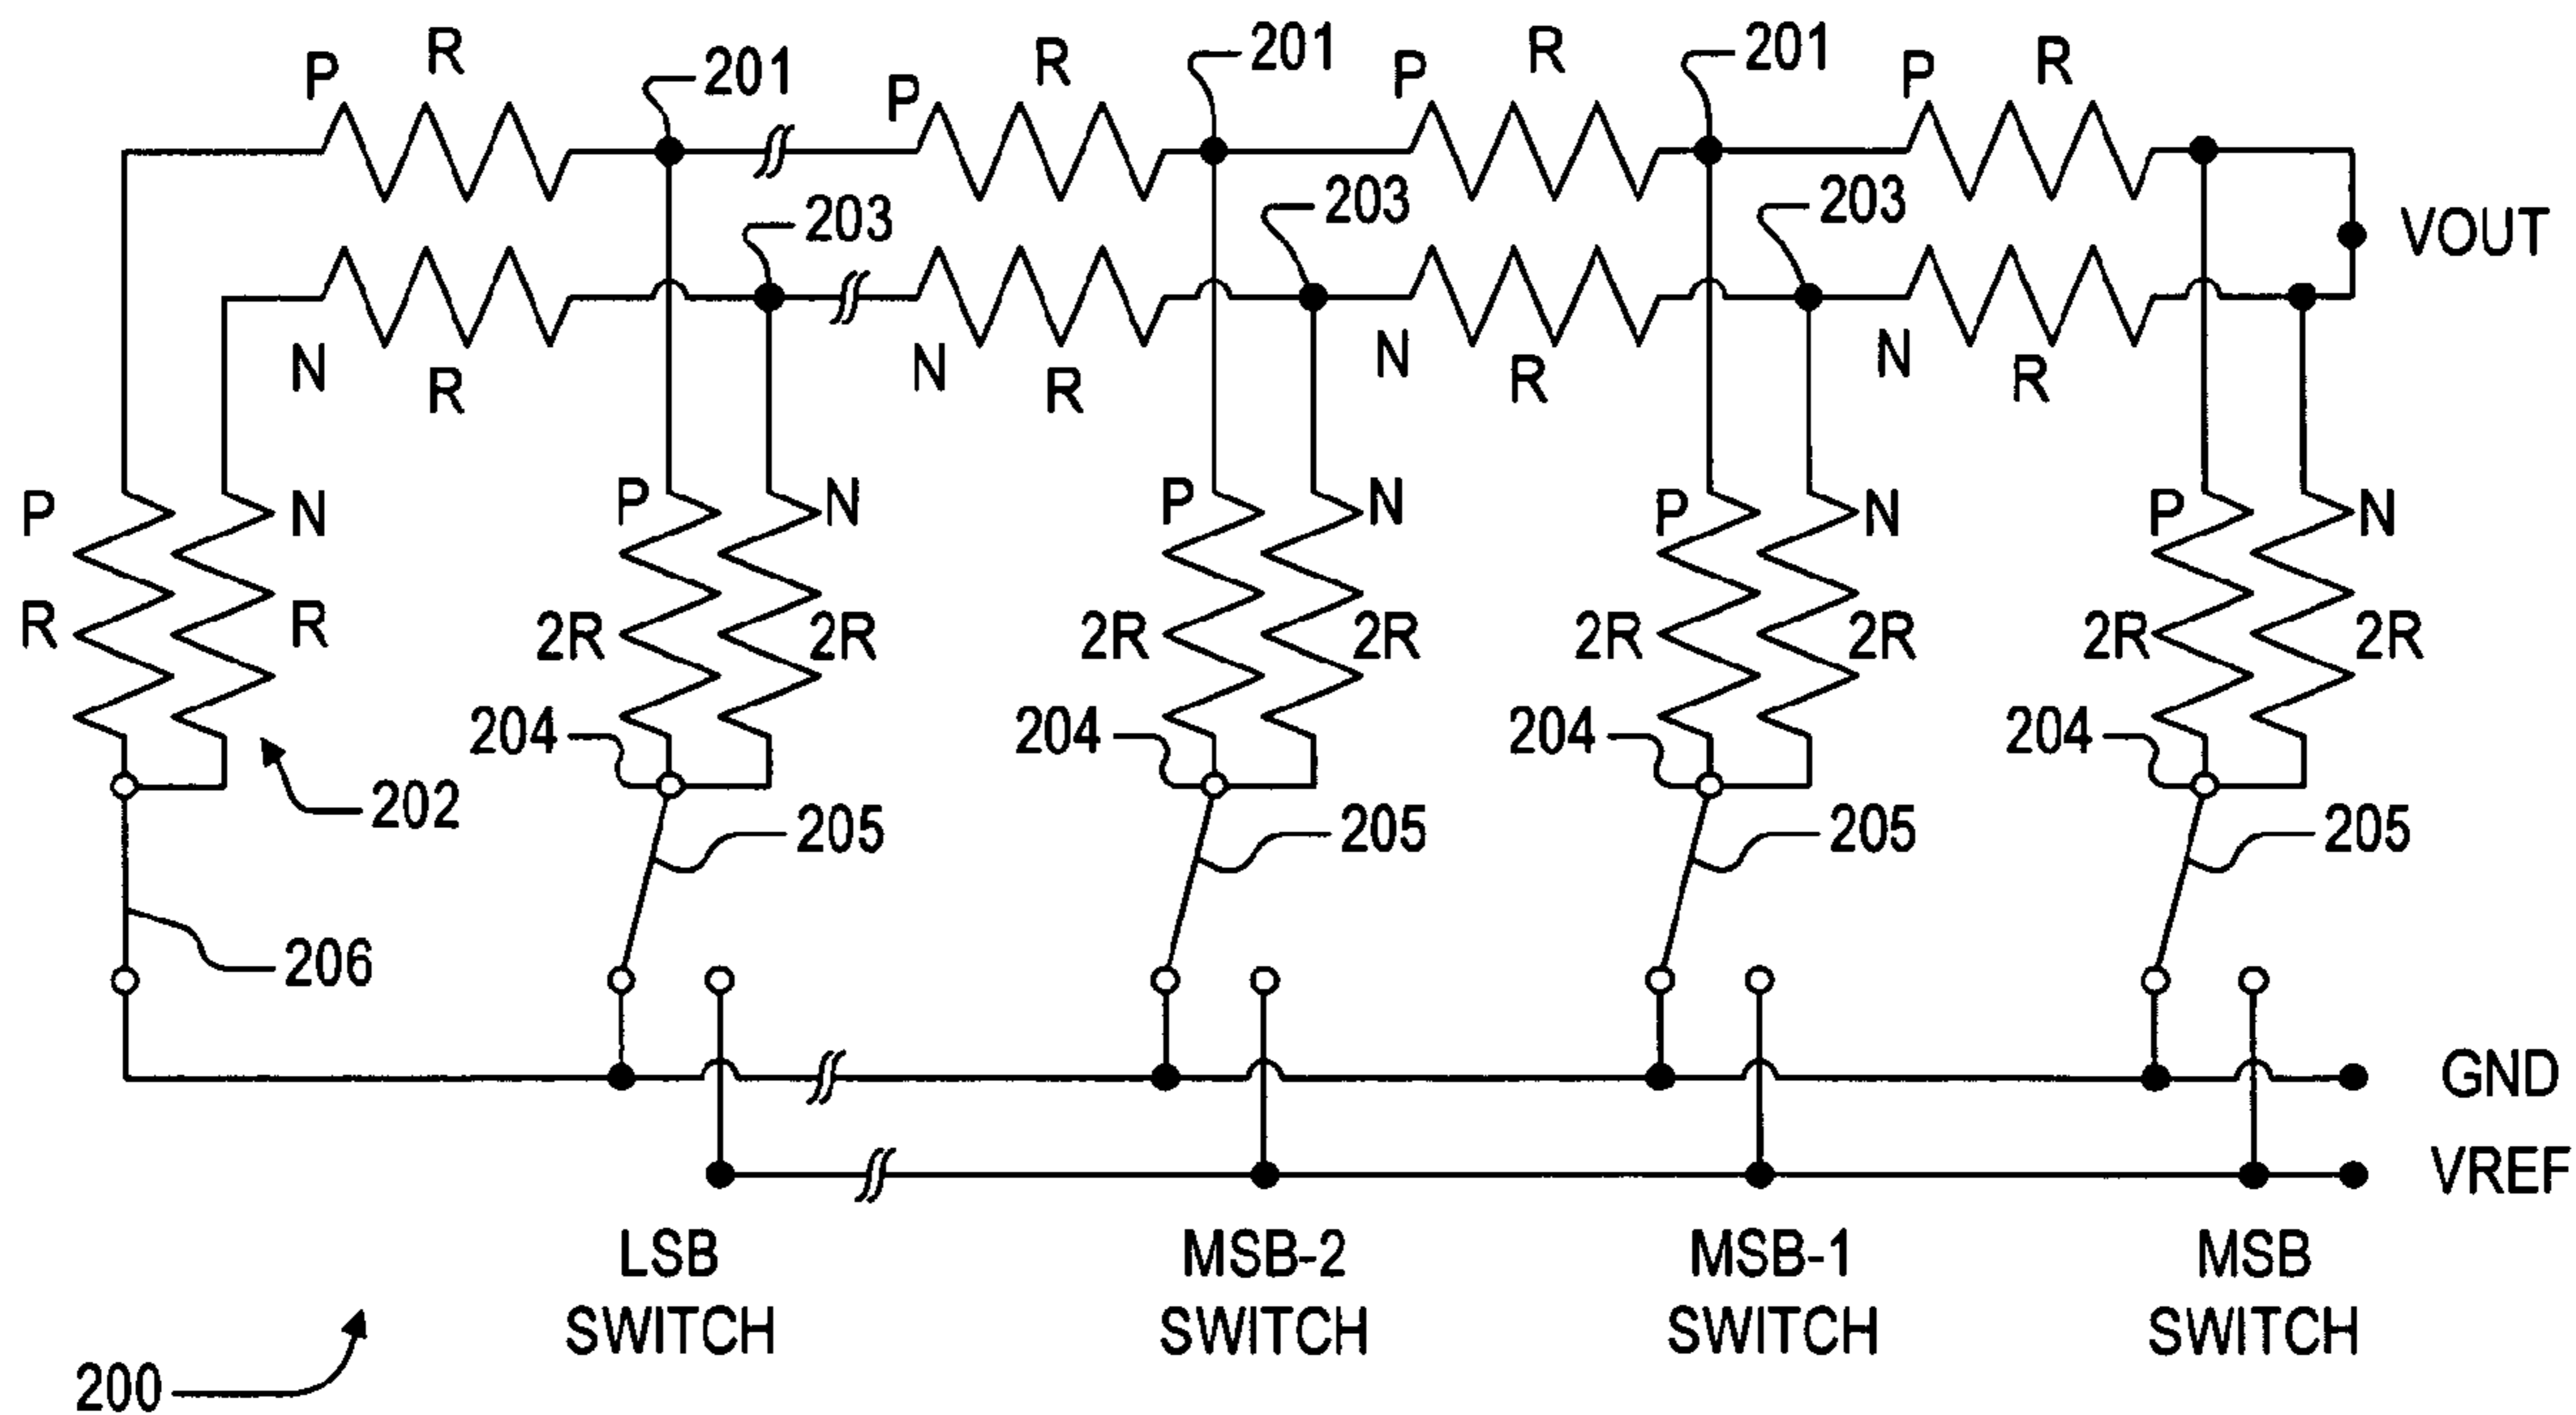 P R 201 P R 201 P R 201 P R
203 203 203 VOUT
N R N R N R N R
P N P N P N P N P N
R R 2R 2R 2R 2R 2R 2R 2R 2R
204 204 204 204
202 205 205 205 205
206
GND
VREF
LSB SWITCH
MSB-2 SWITCH
MSB-1 SWITCH
MSB SWITCH
200